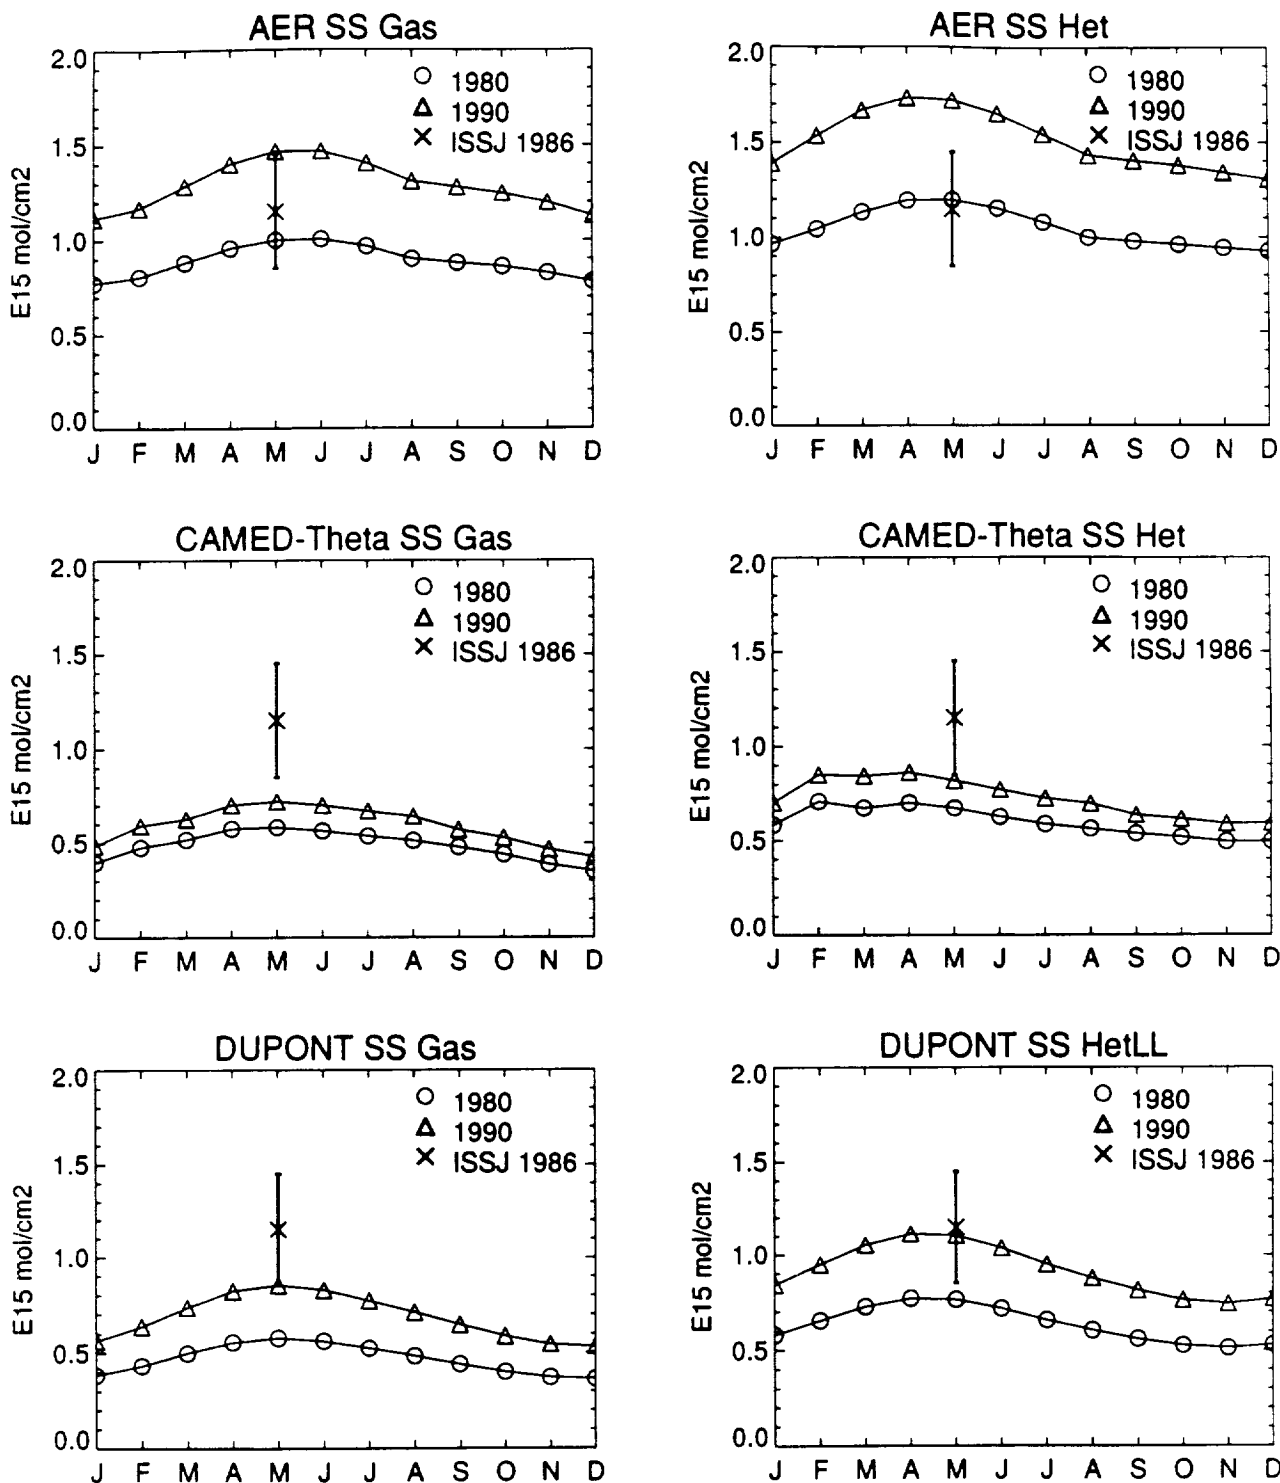 AER SS Gas
2.0
1.5
1.0
0.5
0.0
E15 mol/cm2
1980
1990
ISSJ 1986
J F M A M J J A S O N D
AER SS Het
2.0
1.5
1.0
0.5
0.0
E15 mol/cm2
1980
1990
ISSJ 1986
J F M A M J J A S O N D
CAMED-Theta SS Gas
2.0
1.5
1.0
0.5
0.0
E15 mol/cm2
1980
1990
ISSJ 1986
J F M A M J J A S O N D
CAMED-Theta SS Het
2.0
1.5
1.0
0.5
0.0
E15 mol/cm2
1980
1990
ISSJ 1986
J F M A M J J A S O N D
DUPONT SS Gas
2.0
1.5
1.0
0.5
0.0
E15 mol/cm2
1980
1990
ISSJ 1986
J F M A M J J A S O N D
DUPONT SS HetLL
2.0
1.5
1.0
0.5
0.0
E15 mol/cm2
1980
1990
ISSJ 1986
J F M A M J J A S O N D